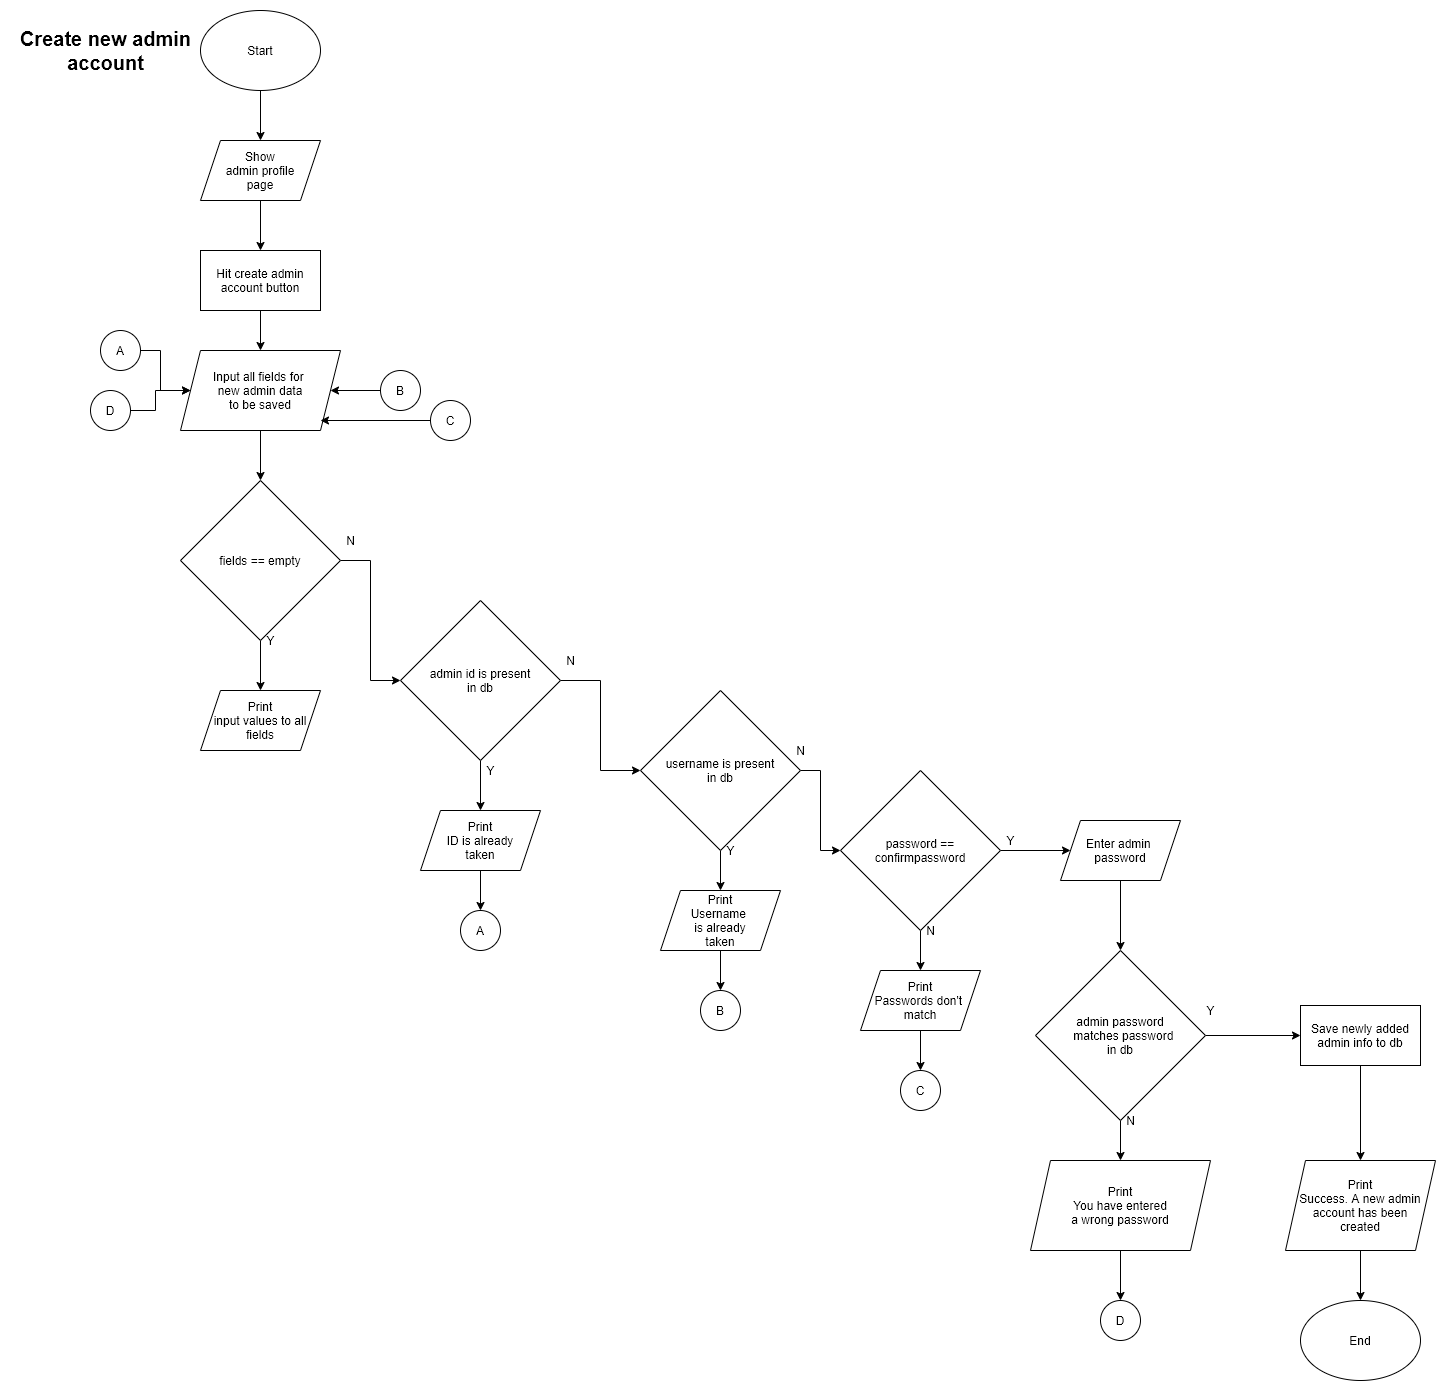 Create new admin
account
Start
Show
admin profile
page
Hit create admin
account button
A
D
Input all fields for
new admin data
to be saved
B
C
fields == empty
N
Y
Print
input values to all
fields
admin id is present
in db
N
Y
Print
ID is already
taken
A
username is present
in db
N
Y
Print
Username
is already
taken
B
password ==
confirmpassword
Y
N
Print
Passwords don't
match
C
Enter admin
password
admin password
matches password
in db
Y
N
Print
You have entered
a wrong password
D
Save newly added
admin info to db
Print
Success. A new admin
account has been
created
End